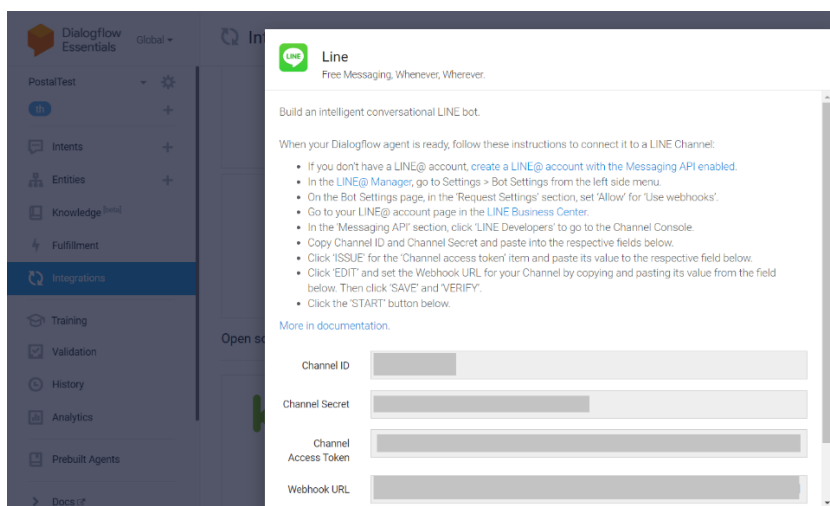 Dialogflow
Essentials
Global
In
PostalTest
th
Intents
Entities
Knowledge [beta]
Fulfillment
Integrations
Training
Validation
History
Analytics
Prebuilt Agents
Docs
Open so
LINE
Line
Free Messaging, Whenever, Wherever.
Build an intelligent conversational LINE bot.
When your Dialogflow agent is ready, follow these instructions to connect it to a LINE Channel:
• If you don't have a LINE@ account, create a LINE@ account with the Messaging API enabled.
• In the LINE@ Manager, go to Settings > Bot Settings from the left side menu.
• On the Bot Settings page, in the 'Request Settings' section, set 'Allow' for 'Use webhooks'.
• Go to your LINE@ account page in the LINE Business Center.
• In the 'Messaging API' section, click 'LINE Developers' to go to the Channel Console.
• Copy Channel ID and Channel Secret and paste into the respective fields below.
• Click 'ISSUE' for the 'Channel access token' item and paste its value to the respective field below.
• Click 'EDIT' and set the Webhook URL for your Channel by copying and pasting its value from the field
below. Then click 'SAVE' and 'VERIFY'.
• Click the 'START' button below.
More in documentation.
Channel ID
Channel Secret
Channel
Access Token
Webhook URL